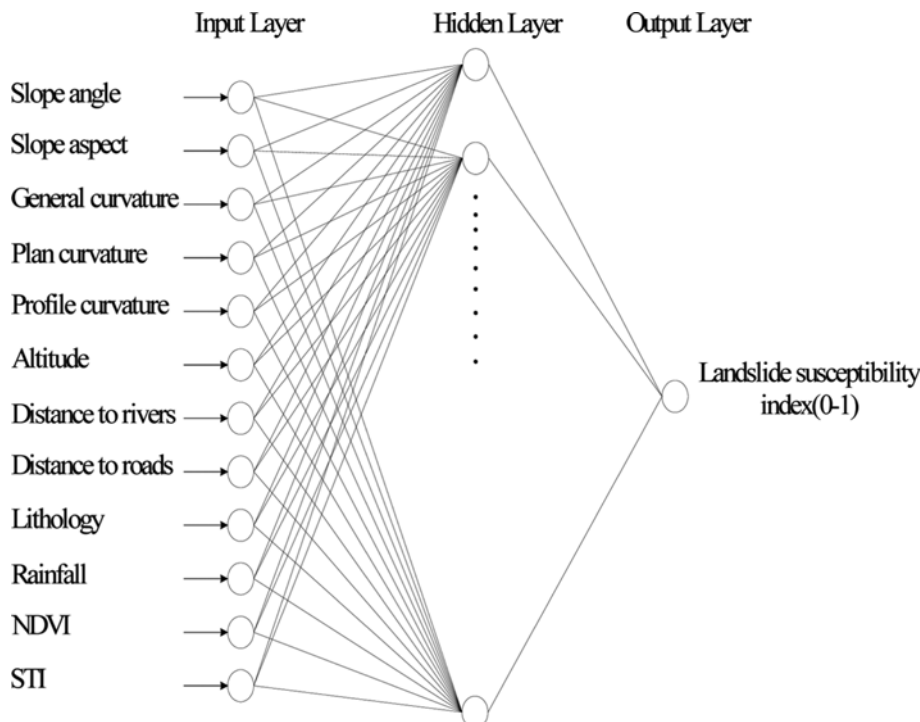 Input Layer
Hidden Layer
Output Layer
Slope angle
Slope aspect
General curvature
Plan curvature
Profile curvature
Altitude
Distance to rivers
Distance to roads
Lithology
Rainfall
NDVI
STI
Landslide susceptibility
index(0-1)